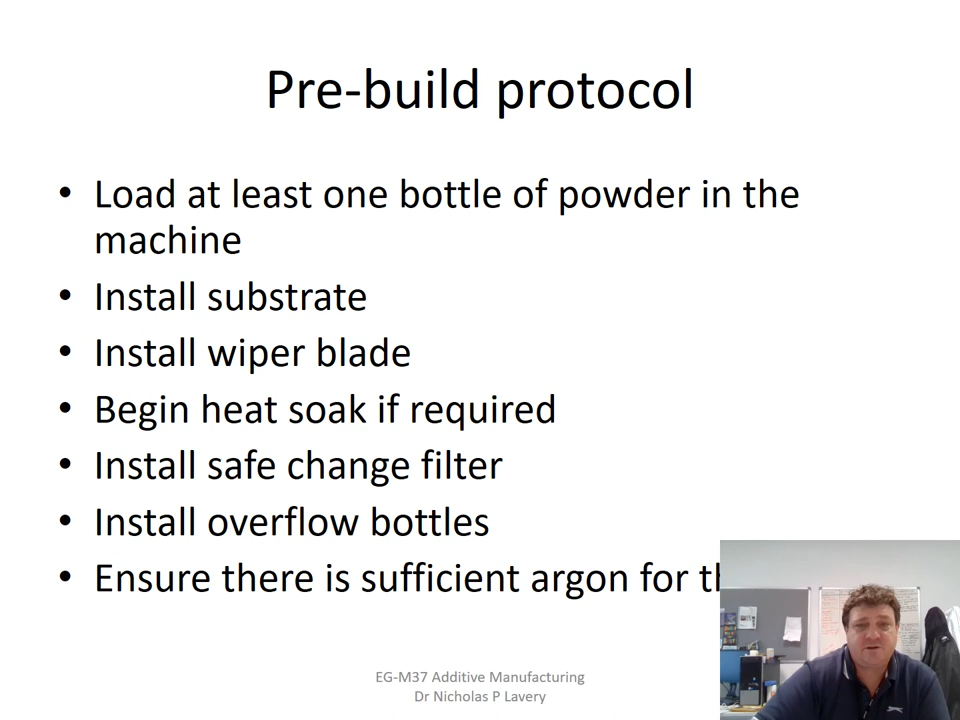 Pre-build protocol
• Load at least one bottle of powder in the
machine
• Install substrate
• Install wiper blade
• Begin heat soak if required
• Install safe change filter
• Install overflow bottles
• Ensure there is sufficient argon for
EG-M37 Additive Manufacturing
Dr Nicholas P Lavery